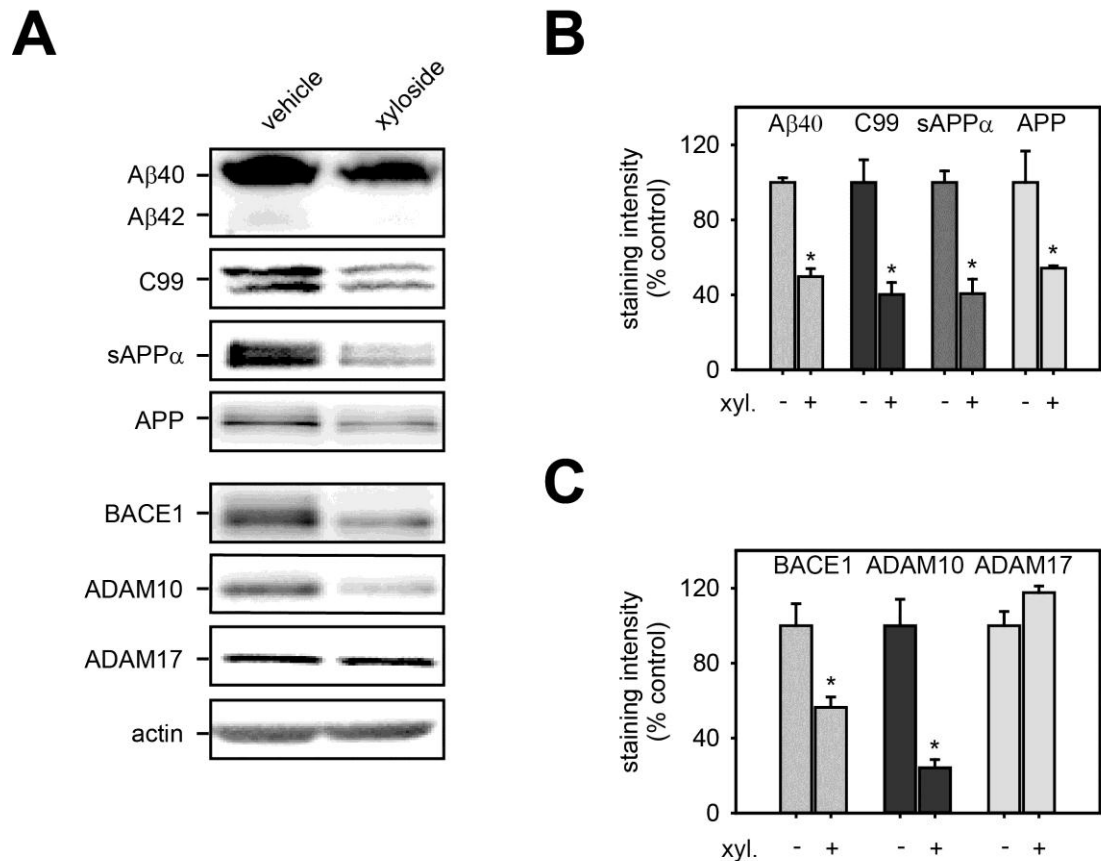 A
vehicle
xyloside
Aβ40
Aβ42
C99
sAPPα
APP
BACE1
ADAM10
ADAM17
actin
B
Aβ40 C99 sAPPα APP
staining intensity
(% control)
120
80
40
0
* * * *
xyl. - + - + - + - +
C
BACE1 ADAM10 ADAM17
staining intensity
(% control)
120
80
40
0
* *
xyl. - + - + - +